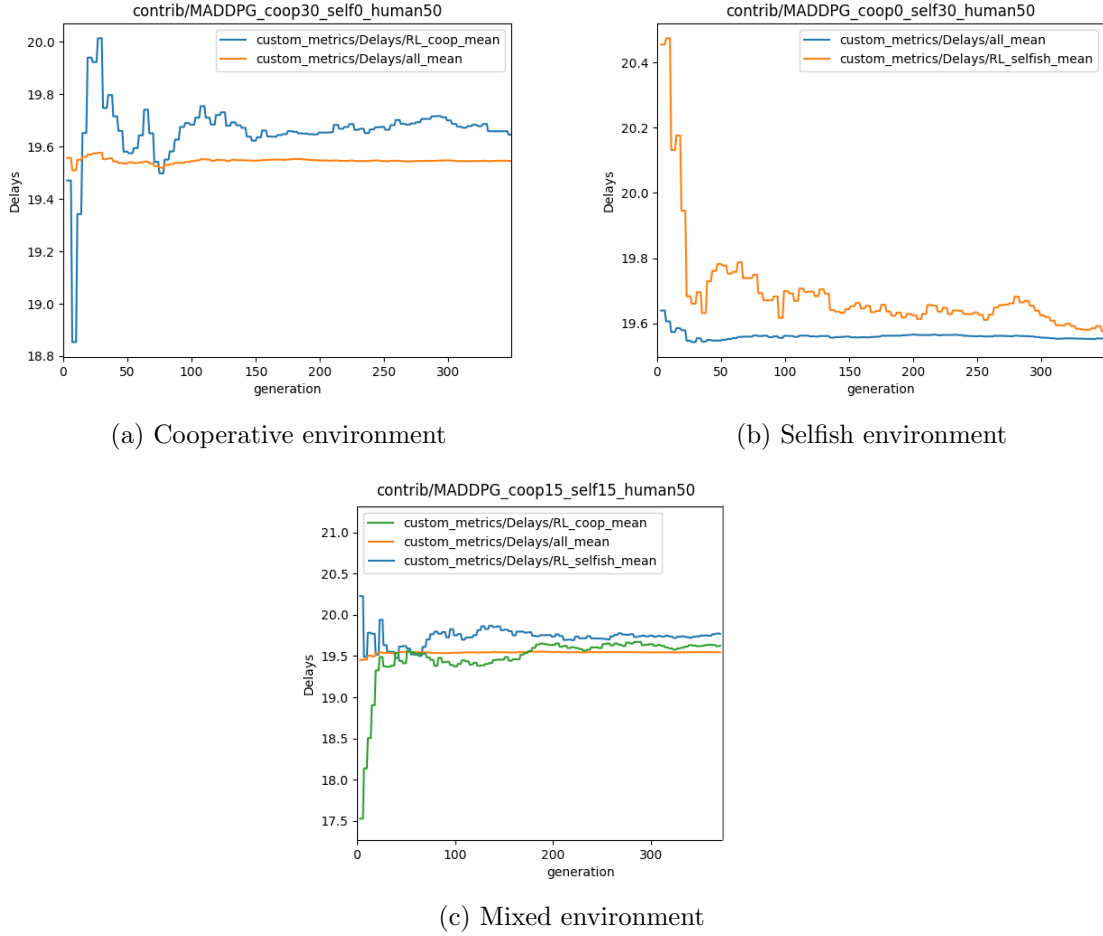 contrib/MADDPG_coop30_self0_human50
custom_metrics/Delays/RL_coop_mean
custom_metrics/Delays/all_mean
20.0
19.8
19.6
19.4
19.2
19.0
18.8
Delays
0 50 100 150 200 250 300
generation
(a) Cooperative environment
contrib/MADDPG_coop0_self30_human50
custom_metrics/Delays/all_mean
custom_metrics/Delays/RL_selfish_mean
20.4
20.2
20.0
19.8
19.6
Delays
0 50 100 150 200 250 300
generation
(b) Selfish environment
contrib/MADDPG_coop15_self15_human50
custom_metrics/Delays/RL_coop_mean
custom_metrics/Delays/all_mean
custom_metrics/Delays/RL_selfish_mean
21.0
20.5
20.0
19.5
19.0
18.5
18.0
17.5
Delays
0 100 200 300
generation
(c) Mixed environment